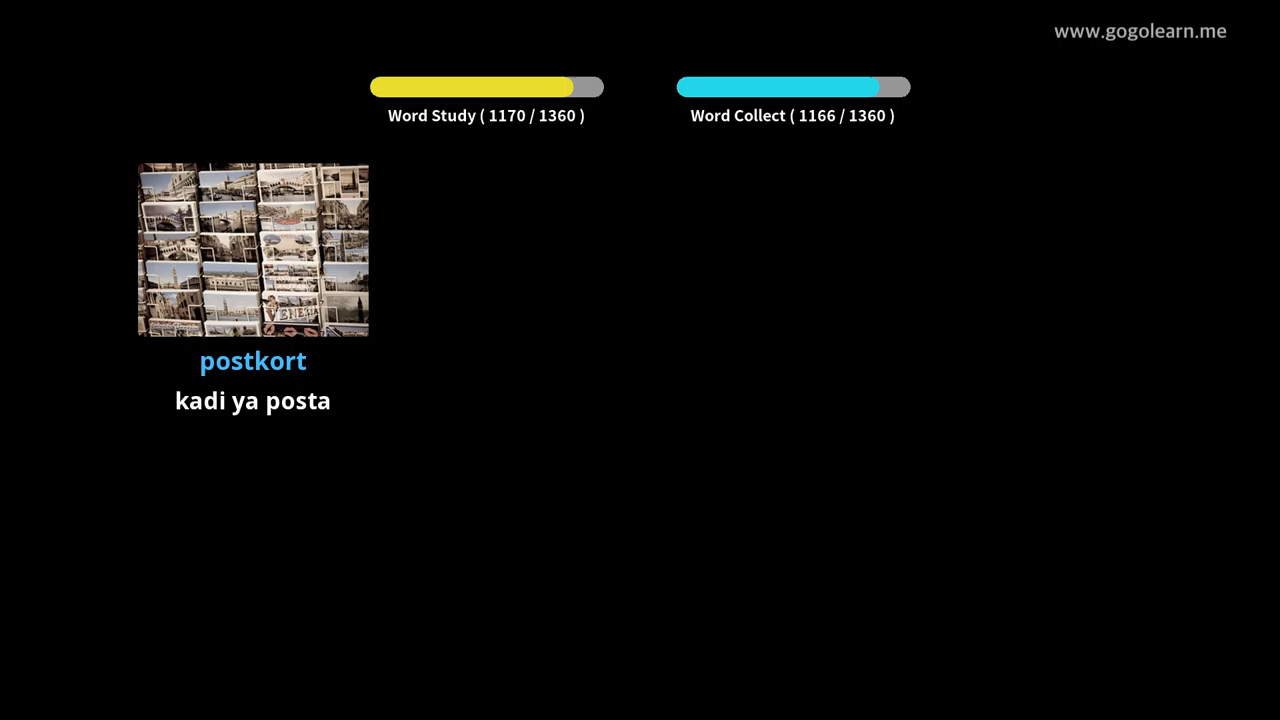 www.gogolearn.me
Word Study ( 1170 / 1360 )
Word Collect ( 1166 / 1360 )
postkort
kadi ya posta